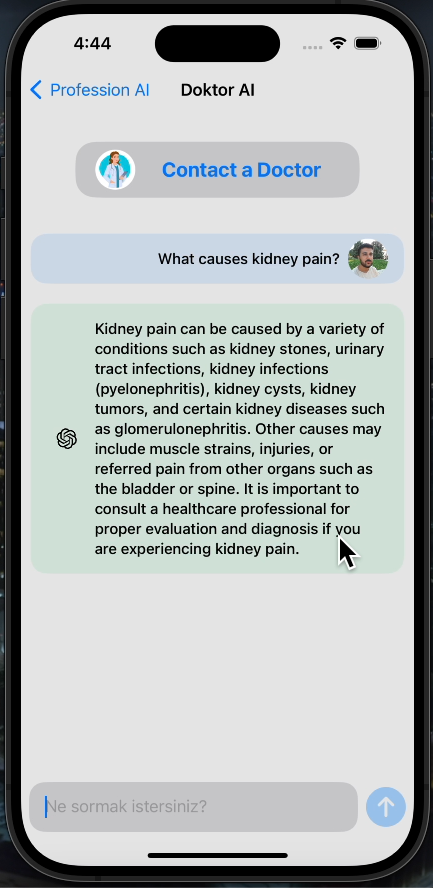 4:44
Profession AI
Doktor AI
Contact a Doctor
What causes kidney pain?
Kidney pain can be caused by a variety of
conditions such as kidney stones, urinary
tract infections, kidney infections
(pyelonephritis), kidney cysts, kidney
tumors, and certain kidney diseases such
as glomerulonephritis. Other causes may
include muscle strains, injuries, or
referred pain from other organs such as
the bladder or spine. It is important to
consult a healthcare professional for
proper evaluation and diagnosis if you
are experiencing kidney pain.
Ne sormak istersiniz?